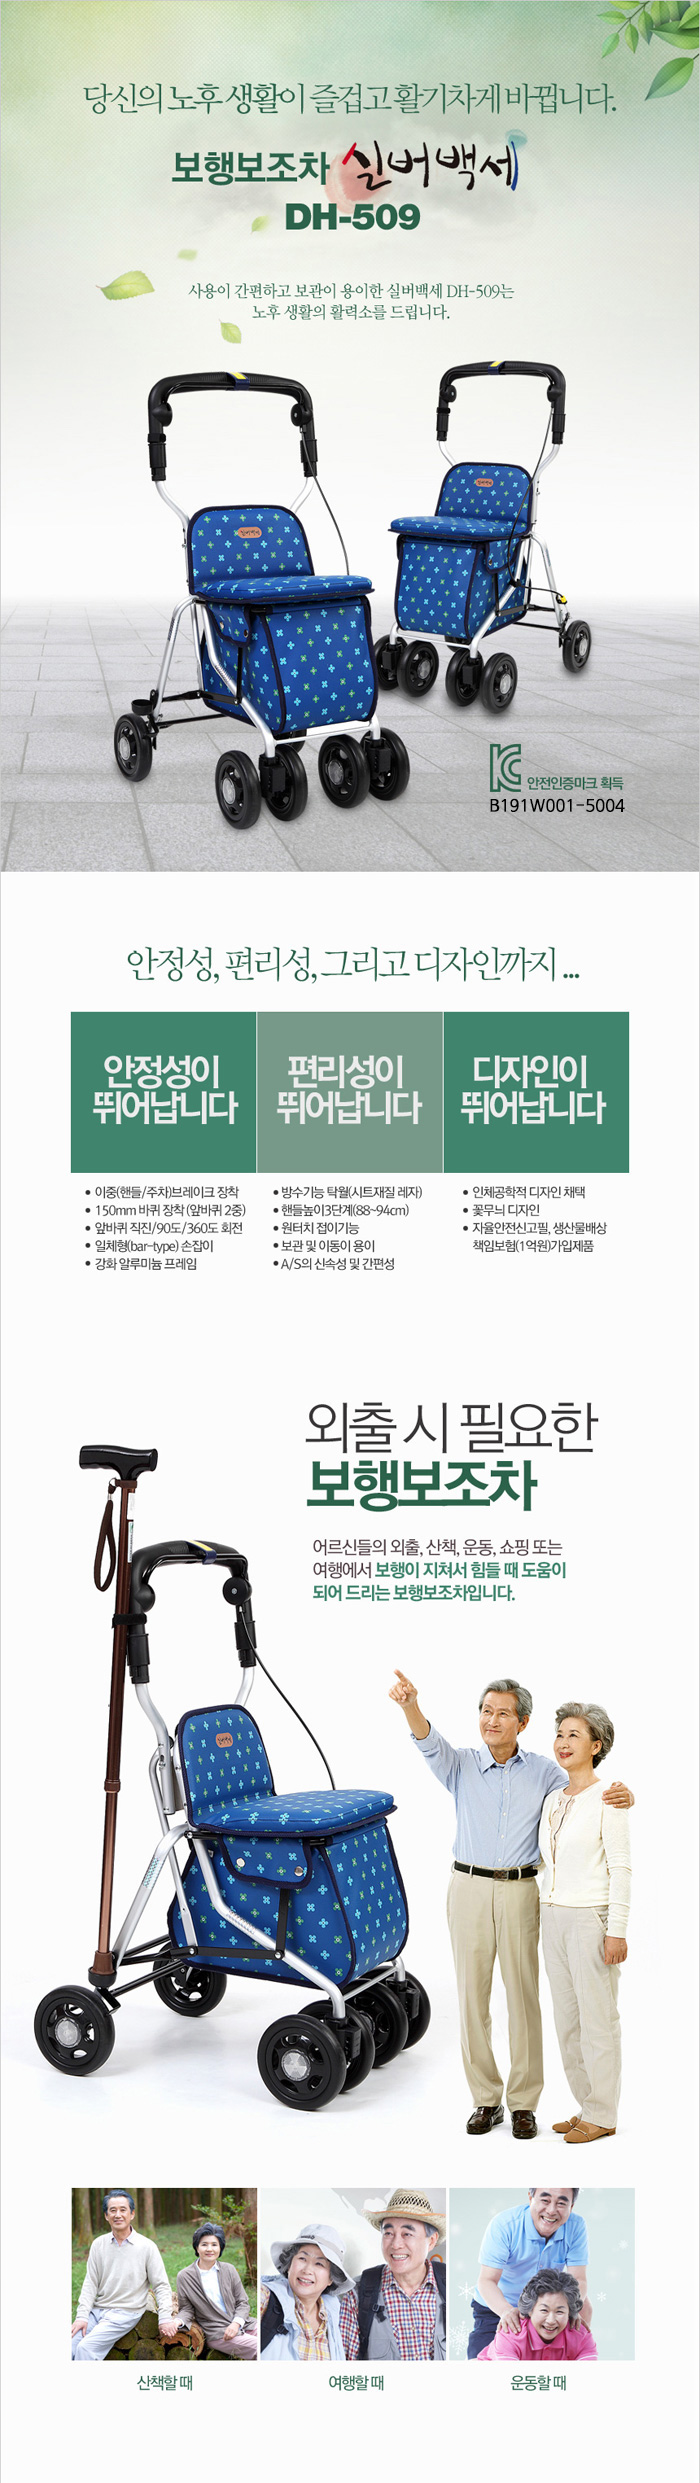 당신의 노후 생활이 즐겁고 활기차게 바뀝니다.
보행보조차 실버백세
DH-509
사용이 간편하고 보관이 용이한 실버백세 DH-509는
노후 생활의 활력소를 드립니다.
실버백세
실버백세
안전인증마크 획득
B191W001-5004
안정성, 편리성, 그리고 디자인까지 ...
안정성이
뛰어납니다
편리성이
뛰어납니다
디자인이
뛰어납니다
• 이중(핸들/주차)브레이크 장착
• 150mm 바퀴 장착 (앞바퀴 2중)
• 앞바퀴 직진/90도/360도 회전
• 일체형(bar-type) 손잡이
• 강화 알루미늄 프레임
• 방수기능 탁월(시트재질 레자)
• 핸들높이3단계(88~94cm)
• 원터치 접이기능
• 보관 및 이동이 용이
• A/S의 신속성 및 간편성
• 인체공학적 디자인 채택
• 꽃무늬 디자인
• 자율안전신고필, 생산물배상
책임보험(1억원)가입제품
외출 시 필요한
보행보조차
어르신들의 외출, 산책, 운동, 쇼핑 또는
여행에서 보행이 지쳐서 힘들 때 도움이
되어 드리는 보행보조차입니다.
실버백세
산책할 때
여행할 때
운동할 때